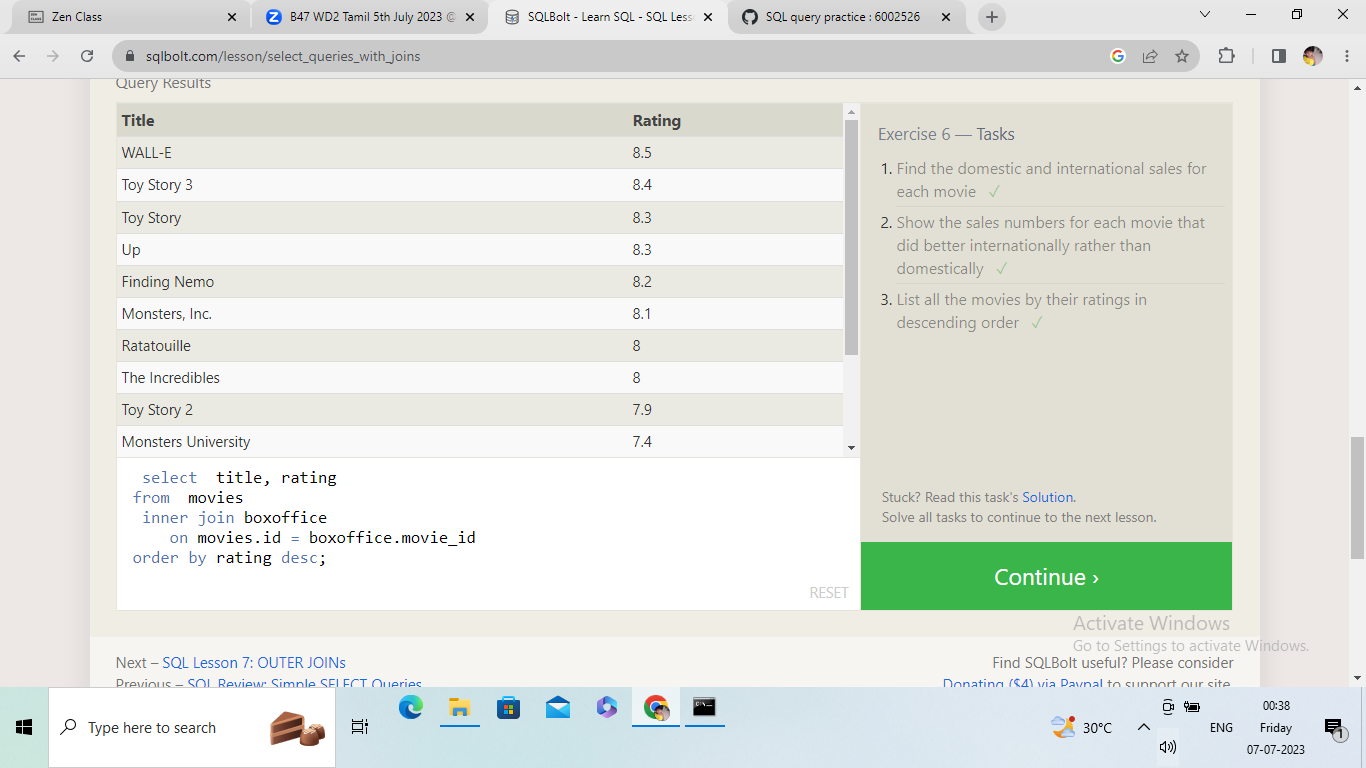 Zen Class
B47 WD2 Tamil 5th July 2023 @
SQLBolt - Learn SQL - SQL Less
SQL query practice : 6002526
sqlbolt.com/lesson/select_queries_with_joins
Query Results
Title Rating
WALL-E 8.5
Toy Story 3 8.4
Toy Story 8.3
Up 8.3
Finding Nemo 8.2
Monsters, Inc. 8.1
Ratatouille 8
The Incredibles 8
Toy Story 2 7.9
Monsters University 7.4
select title, rating
from movies
inner join boxoffice
on movies.id = boxoffice.movie_id
order by rating desc;
RESET
Exercise 6 — Tasks
1. Find the domestic and international sales for
each movie ✓
2. Show the sales numbers for each movie that
did better internationally rather than
domestically ✓
3. List all the movies by their ratings in
descending order ✓
Stuck? Read this task's Solution.
Solve all tasks to continue to the next lesson.
Continue ›
Activate Windows
Go to Settings to activate Windows.
Next – SQL Lesson 7: OUTER JOINs
Previous – SQL Review: Simple SELECT Queries
Find SQLBolt useful? Please consider
Donating ($4) via Paypal to support our site.
Type here to search
30°C
ENG
00:38
Friday
07-07-2023
1